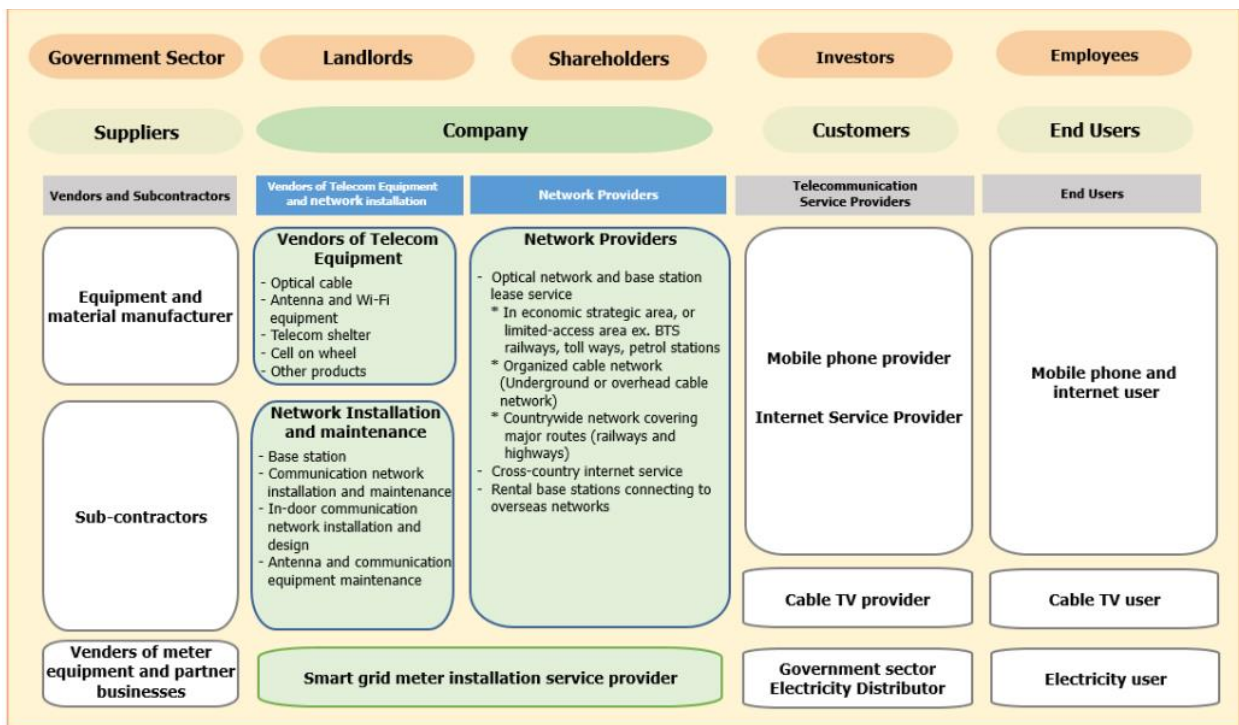 Government Sector
Landlords
Shareholders
Investors
Employees
Suppliers
Company
Customers
End Users
Vendors and Subcontractors
Vendors of Telecom Equipment
and network installation
Network Providers
Telecommunication
Service Providers
End Users
Equipment and
material manufacturer
Sub-contractors
Venders of meter
equipment and partner
businesses
Vendors of Telecom
Equipment
- Optical cable
- Antenna and Wi-Fi
equipment
- Telecom shelter
- Cell on wheel
- Other products
Network Installation
and maintenance
- Base station
- Communication network
installation and maintenance
- In-door communication
network installation and
design
- Antenna and communication
equipment maintenance
Network Providers
- Optical network and base station
lease service
* In economic strategic area, or
limited-access area ex. BTS
railways, toll ways, petrol stations
* Organized cable network
(Underground or overhead cable
network)
* Countrywide network covering
major routes (railways and
highways)
- Cross-country internet service
- Rental base stations connecting to
overseas networks
Smart grid meter installation service provider
Mobile phone provider
Internet Service Provider
Cable TV provider
Government sector
Electricity Distributor
Mobile phone and
internet user
Cable TV user
Electricity user